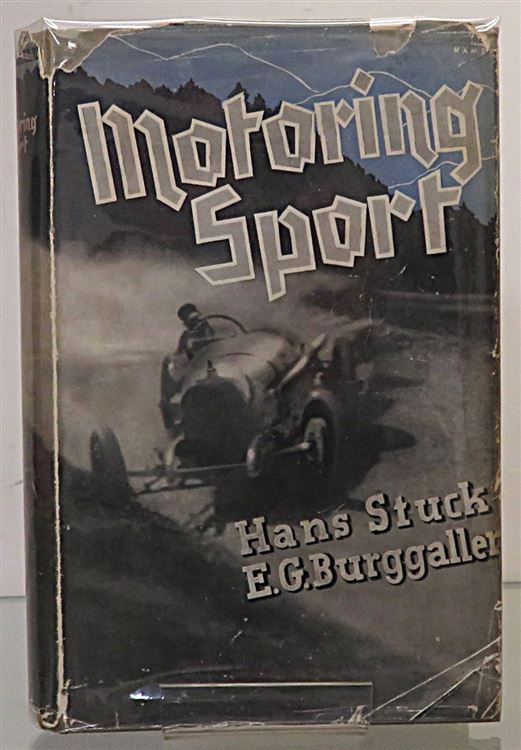 Motoring
Sport
Hans Stuck
E.G.Burggaller